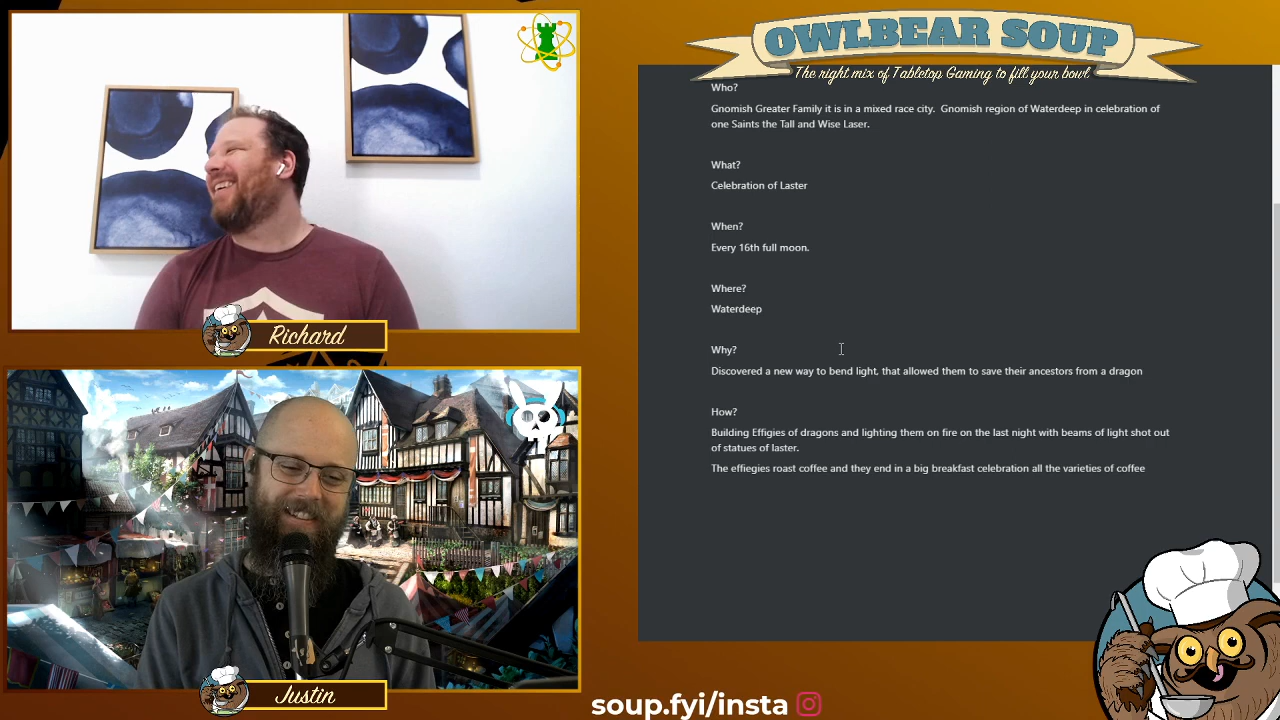 OWLBEAR SOUP
The right mix of Tabletop Gaming to fill your bowl
Who?
Gnomish Greater Family it is in a mixed race city. Gnomish region of Waterdeep in celebration of
one Saints the Tall and Wise Laser.
What?
Celebration of Laster
When?
Every 16th full moon.
Where?
Waterdeep
Why?
Discovered a new way to bend light, that allowed them to save their ancestors from a dragon
How?
Building Effigies of dragons and lighting them on fire on the last night with beams of light shot out
of statues of laster.
The effiegies roast coffee and they end in a big breakfast celebration all the varieties of coffee
Richard
Justin
soup.fyi/insta